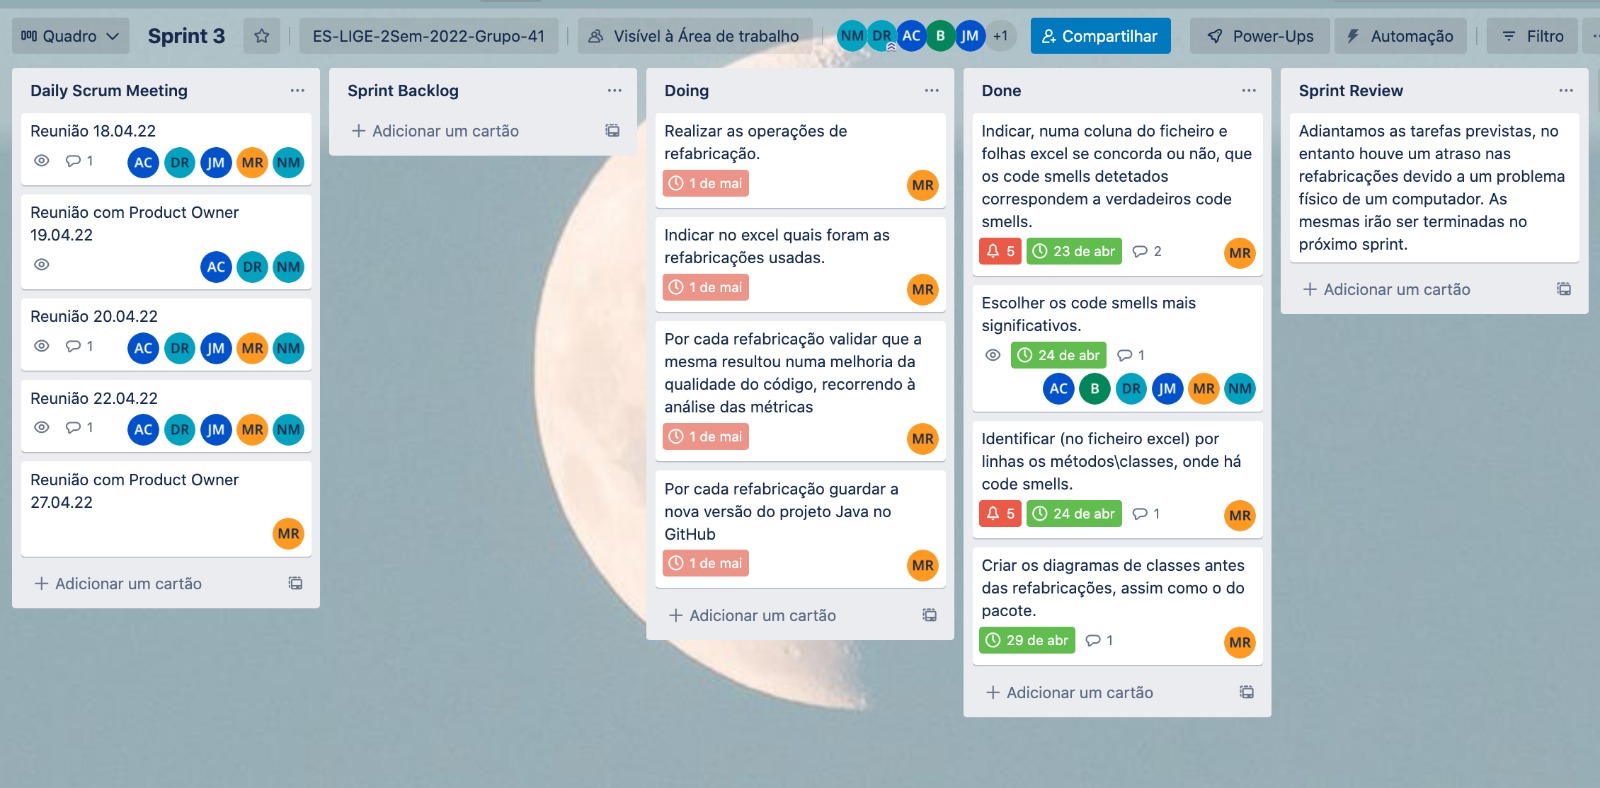 Quadro
Sprint 3
ES-LIGE-2Sem-2022-Grupo-41
Visível à Área de trabalho
NM DR AC B JM +1
Compartilhar
Power-Ups
Automação
Filtro
Daily Scrum Meeting
Reunião 18.04.22
1
AC DR JM MR NM
Reunião com Product Owner
19.04.22
AC DR NM
Reunião 20.04.22
1
AC DR JM MR NM
Reunião 22.04.22
1
AC DR JM MR NM
Reunião com Product Owner
27.04.22
MR
+ Adicionar um cartão
Sprint Backlog
+ Adicionar um cartão
Doing
Realizar as operações de
refabricação.
1 de mai
MR
Indicar no excel quais foram as
refabricações usadas.
1 de mai
MR
Por cada refabricação validar que a
mesma resultou numa melhoria da
qualidade do código, recorrendo à
análise das métricas
1 de mai
MR
Por cada refabricação guardar a
nova versão do projeto Java no
GitHub
1 de mai
MR
+ Adicionar um cartão
Done
Indicar, numa coluna do ficheiro e
folhas excel se concorda ou não, que
os code smells detetados
correspondem a verdadeiros code
smells.
5 23 de abr 2
MR
Escolher os code smells mais
significativos.
24 de abr 1
AC B DR JM MR NM
Identificar (no ficheiro excel) por
linhas os métodos\classes, onde há
code smells.
5 24 de abr 1
MR
Criar os diagramas de classes antes
das refabricações, assim como o do
pacote.
29 de abr 1
MR
+ Adicionar um cartão
Sprint Review
Adiantamos as tarefas previstas, no
entanto houve um atraso nas
refabricações devido a um problema
físico de um computador. As
mesmas irão ser terminadas no
próximo sprint.
+ Adicionar um cartão